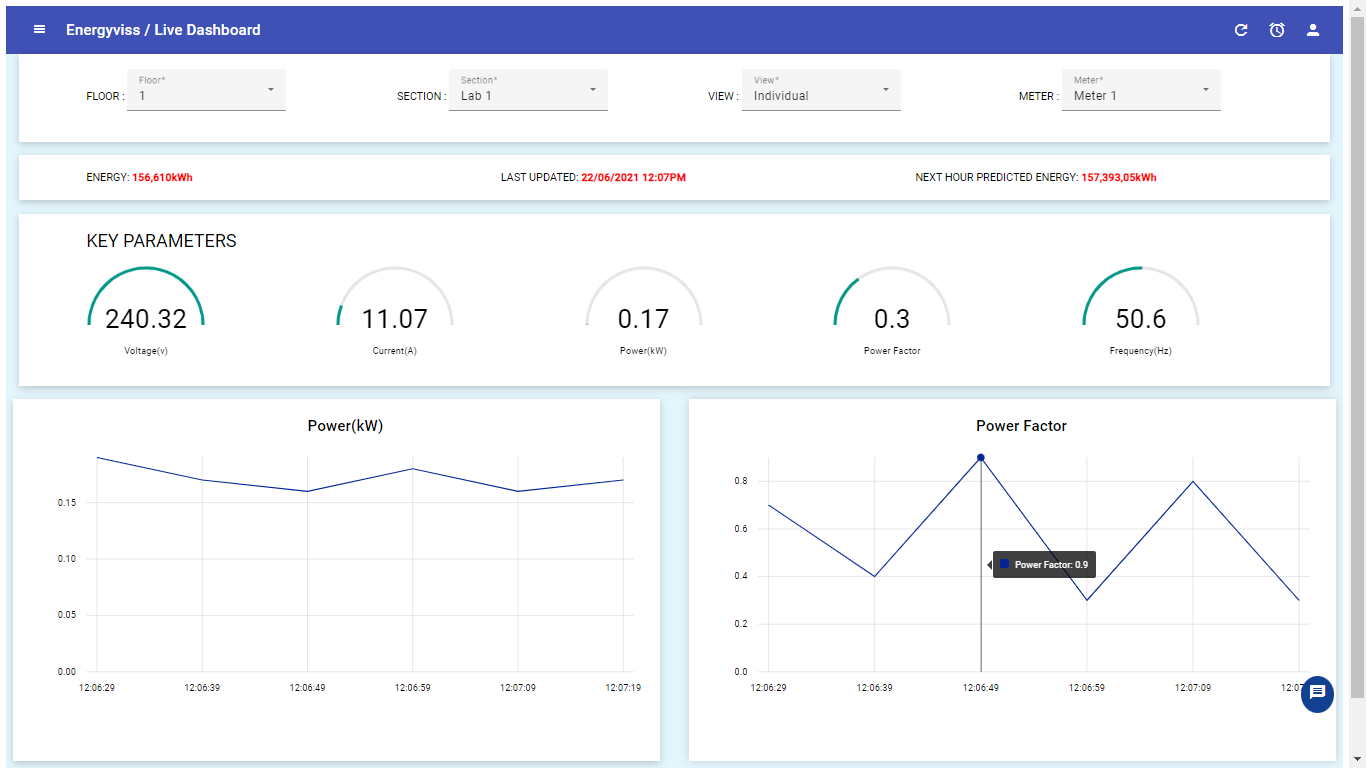 Energyviss / Live Dashboard
FLOOR : Floor* 1
SECTION : Section* Lab 1
VIEW : View* Individual
METER : Meter* Meter 1
ENERGY: 156,610kWh LAST UPDATED: 22/06/2021 12:07PM NEXT HOUR PREDICTED ENERGY: 157,393,05kWh
KEY PARAMETERS
240.32 11.07 0.17 0.3 50.6
Voltage(v) Current(A) Power(kW) Power Factor Frequency(Hz)
Power(kW)
0.15
0.10
0.05
0.00
12:06:29 12:06:39 12:06:49 12:06:59 12:07:09 12:07:19
Power Factor
0.8
0.6
Power Factor: 0.9
0.4
0.2
0.0
12:06:29 12:06:39 12:06:49 12:06:59 12:07:09